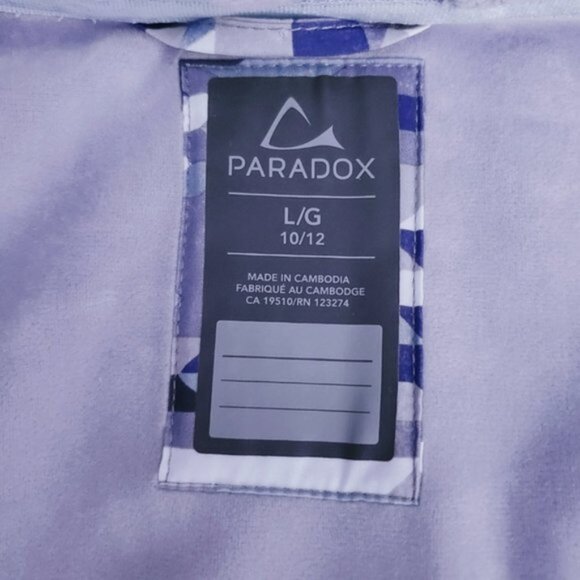 PARADOX
L/G
10/12
MADE IN CAMBODIA
FABRIQUÉ AU CAMBODGE
CA 19510/RN 123274